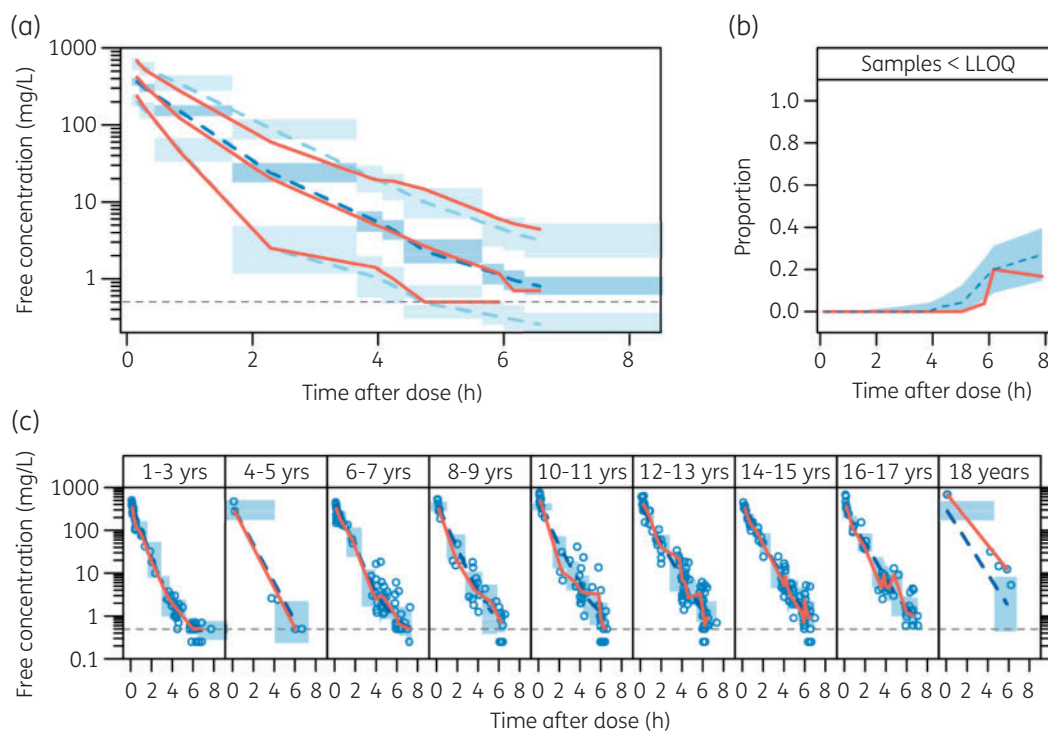 (a)
1000
100
10
1
Free concentration (mg/L)
0 2 4 6 8
Time after dose (h)
(b)
Samples < LLOQ
1.0
0.8
0.6
0.4
0.2
0.0
Proportion
0 2 4 6 8
Time after dose (h)
(c)
1-3 yrs 4-5 yrs 6-7 yrs 8-9 yrs 10-11 yrs 12-13 yrs 14-15 yrs 16-17 yrs 18 years
1000
100
10
1
0.1
Free concentration (mg/L)
0 2 4 6 8 0 2 4 6 8 0 2 4 6 8 0 2 4 6 8 0 2 4 6 8 0 2 4 6 8 0 2 4 6 8 0 2 4 6 8 0 2 4 6 8
Time after dose (h)